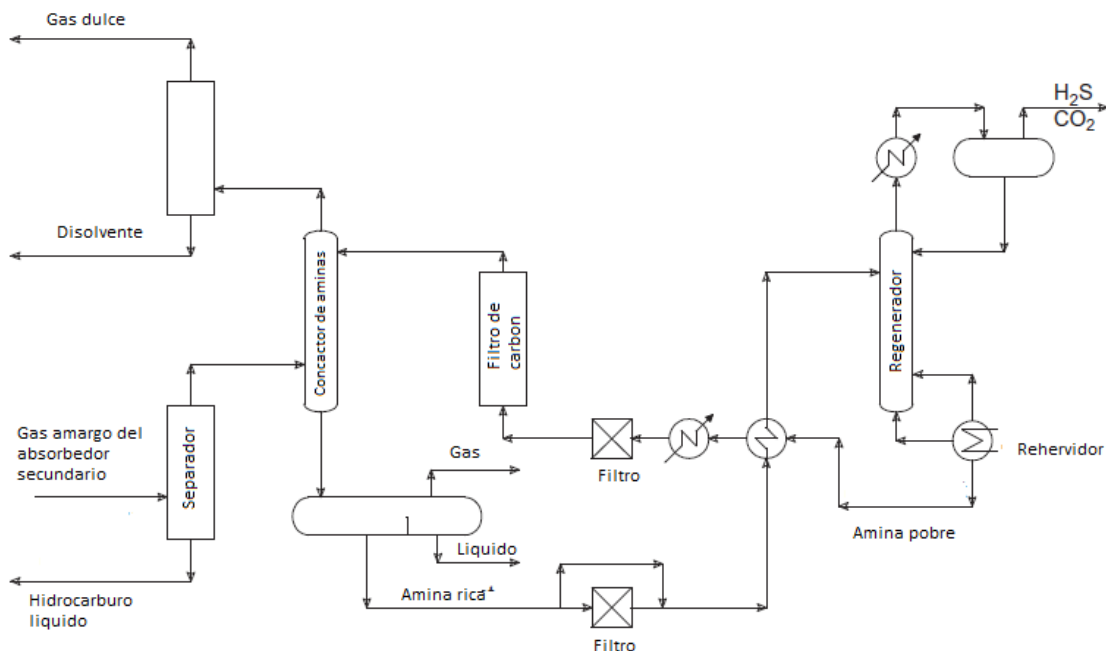 Gas dulce
H₂S
CO₂
Disolvente
Concactor de aminas
Filtro de
carbon
Regenerador
Gas amargo del
absorbedor
secundario
Separador
Gas
Filtro
Rehervidor
Amina pobre
Liquido
Amina rica
Hidrocarburo
liquido
Filtro